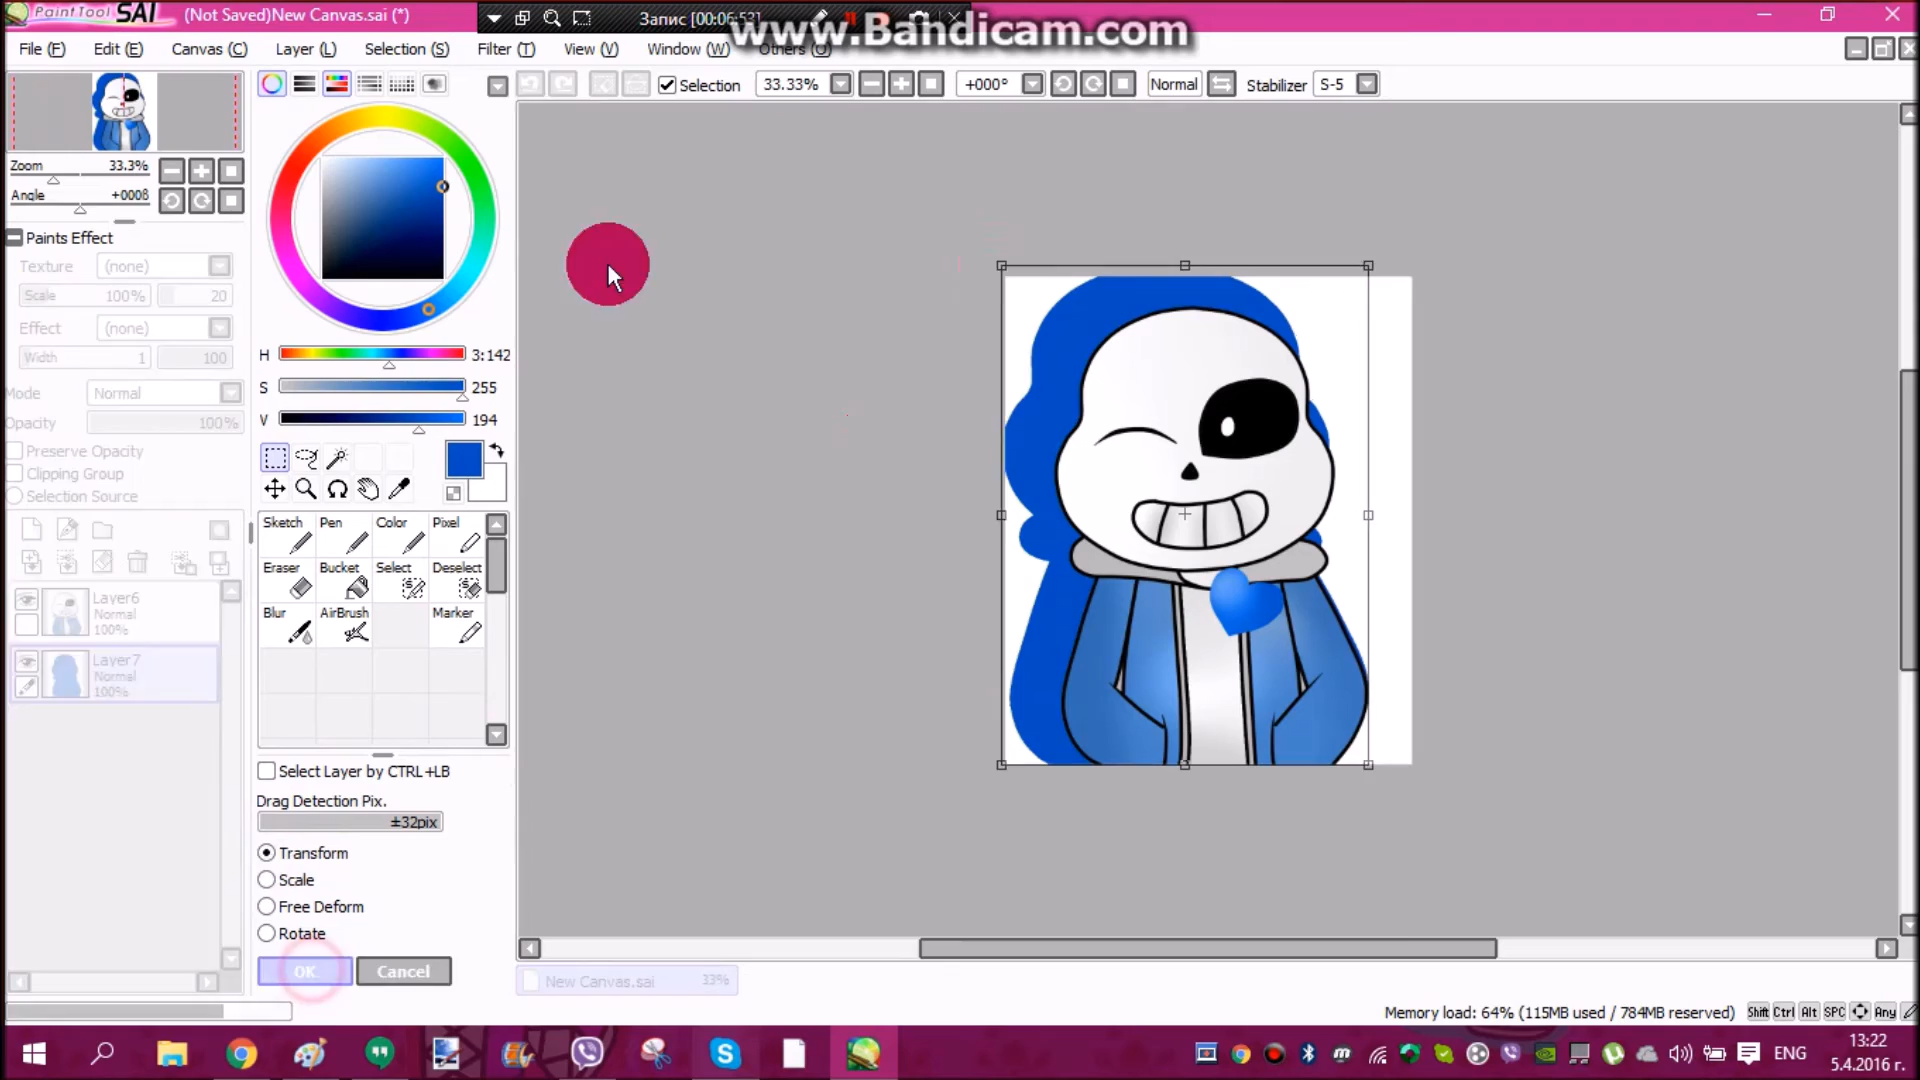 PaintTool SAI (Not Saved)New Canvas.sai (*)
Запис [00:06:53]
www.Bandicam.com
File (F) Edit (E) Canvas (C) Layer (L) Selection (S) Filter (T) View (V) Window (W) Others (O)
Selection 33.33% +000° Normal Stabilizer S-5
Zoom 33.3%
Angle +000ß
Paints Effect
Texture (none)
Scale 100% 20
Effect (none)
Width 1 100
Mode Normal
Opacity 100%
Preserve Opacity
Clipping Group
Selection Source
Layer6
Normal
100%
Layer7
Normal
100%
H 3:142
S 255
V 194
Sketch Pen Color Pixel
Eraser Bucket Select Deselect
Blur AirBrush Marker
Select Layer by CTRL+LB
Drag Detection Pix.
±32pix
Transform
Scale
Free Deform
Rotate
OK Cancel
New Canvas.sai 33%
Memory load: 64% (115MB used / 784MB reserved) Shift Ctrl Alt SPC Any
ENG
13:22
5.4.2016 г.